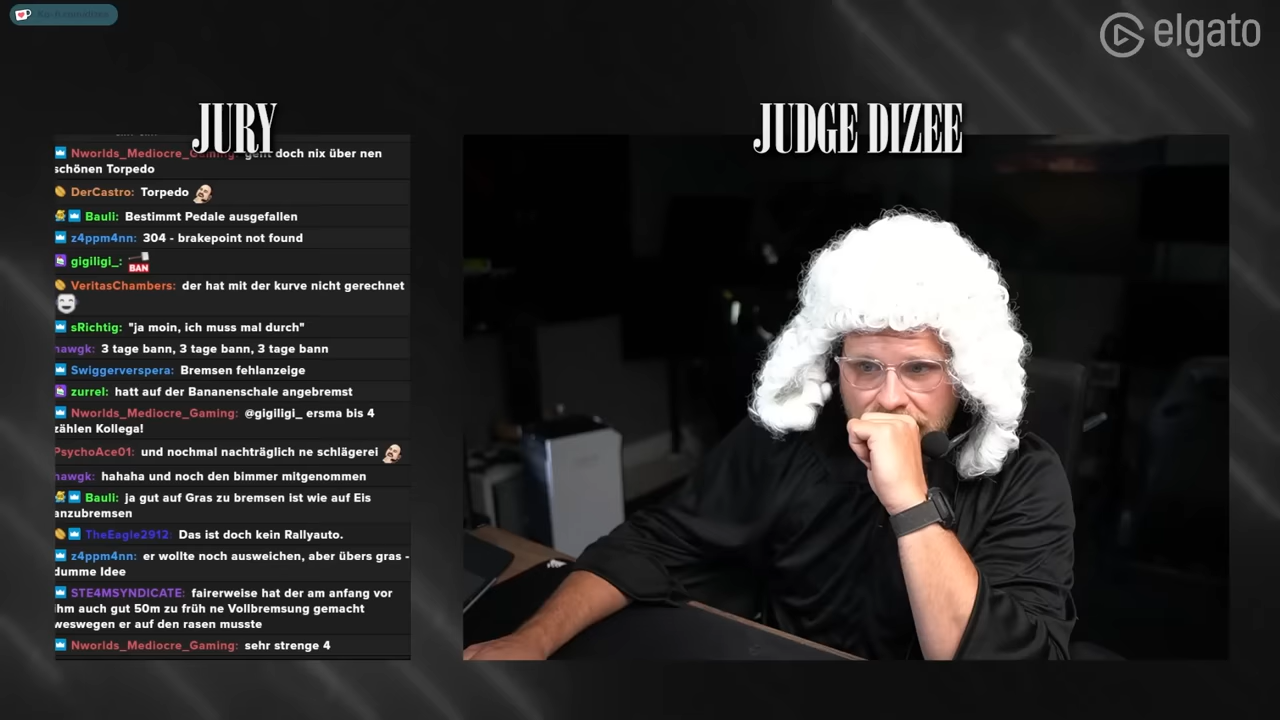 elgato
JURY
JUDGE DIZEE
Nworlds_Mediocre_Gaming: geht doch nix über nen
schönen Torpedo
DerCastro: Torpedo
Bauli: Bestimmt Pedale ausgefallen
z4ppm4nn: 304 - brakepoint not found
gigiligi_: BAN
VeritasChambers: der hat mit der kurve nicht gerechnet
sRichtig: "ja moin, ich muss mal durch"
hawgk: 3 tage bann, 3 tage bann, 3 tage bann
Swiggerverspera: Bremsen fehlanzeige
zurrel: hatt auf der Bananenschale angebremst
Nworlds_Mediocre_Gaming: @gigiligi_ ersma bis 4
zählen Kollega!
PsychoAce01: und nochmal nachträglich ne schlägerei
hawgk: hahaha und noch den bimmer mitgenommen
Bauli: ja gut auf Gras zu bremsen ist wie auf Eis
anzubremsen
TheEagle2912: Das ist doch kein Rallyauto.
z4ppm4nn: er wollte noch ausweichen, aber übers gras -
dumme Idee
STE4MSYNDICATE: fairerweise hat der am anfang vor
ihm auch gut 50m zu früh ne Vollbremsung gemacht
weswegen er auf den rasen musste
Nworlds_Mediocre_Gaming: sehr strenge 4